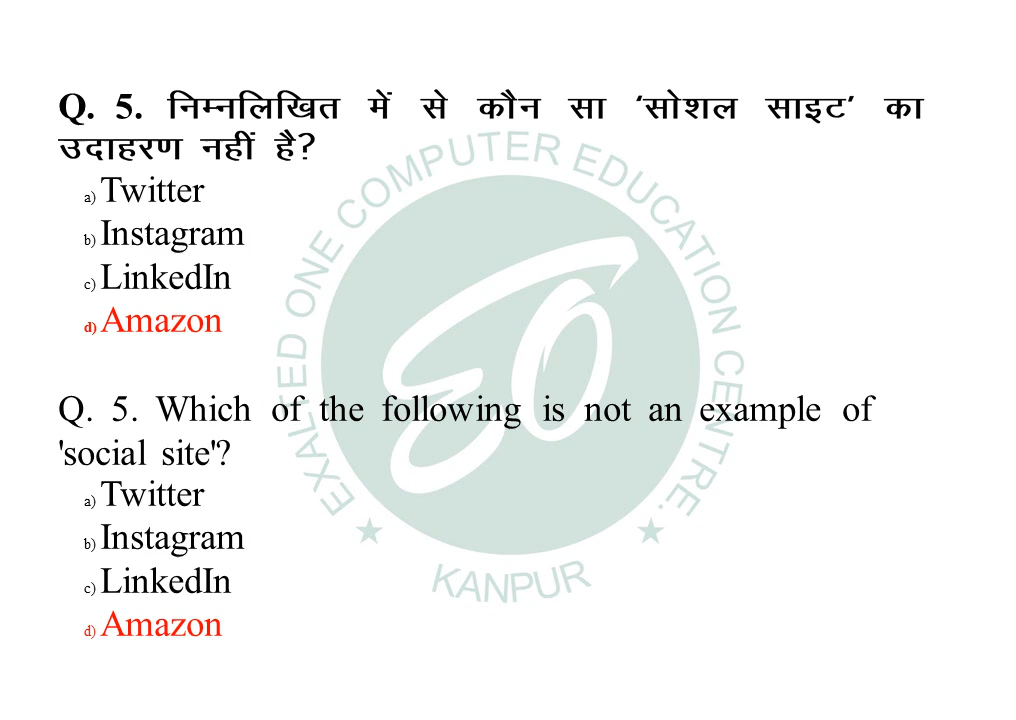 Q. 5. निम्नलिखित में से कौन सा ‘सोशल साइट’ का
उदाहरण नहीं है?
a) Twitter
b) Instagram
c) LinkedIn
d) Amazon
Q. 5. Which of the following is not an example of
'social site'?
a) Twitter
b) Instagram
c) LinkedIn
d) Amazon
EXALTED ONE COMPUTER EDUCATION CENTRE.
EO
★ KANPUR ★